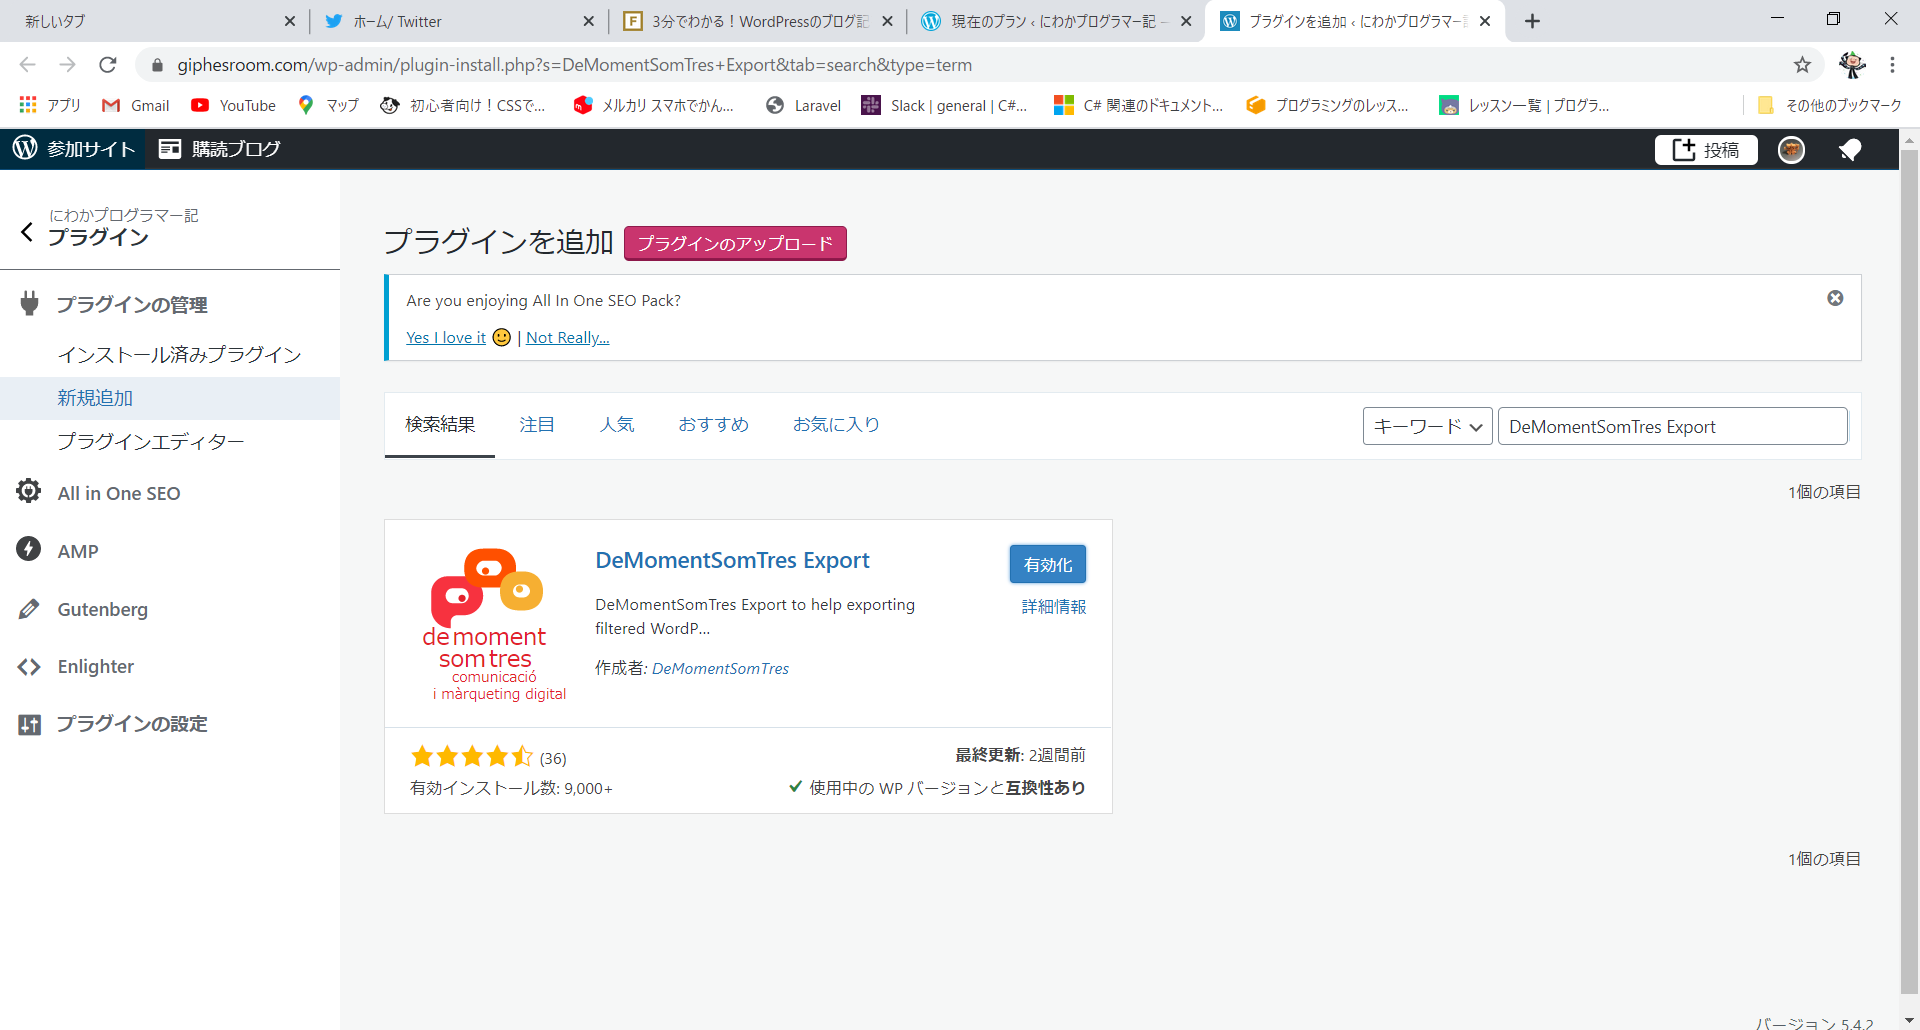 新しいタブ
ホーム/ Twitter
3分でわかる！WordPressのブログ記
現在のプラン ‹ にわかプログラマー記 –
プラグインを追加 ‹ にわかプログラマー記
giphesroom.com/wp-admin/plugin-install.php?s=DeMomentSomTres+Export&tab=search&type=term
アプリ
Gmail
YouTube
マップ
初心者向け！CSSで...
メルカリ スマホでかん...
Laravel
Slack | general | C#...
C# 関連のドキュメント...
プログラミングのレッス...
レッスン一覧 | プログラ...
その他のブックマーク
参加サイト
購読ブログ
投稿
にわかプログラマー記
プラグイン
プラグインの管理
インストール済みプラグイン
新規追加
プラグインエディター
All in One SEO
AMP
Gutenberg
Enlighter
プラグインの設定
プラグインを追加
プラグインのアップロード
Are you enjoying All In One SEO Pack?
Yes I love it 🙂 | Not Really...
検索結果
注目
人気
おすすめ
お気に入り
キーワード
DeMomentSomTres Export
1個の項目
de moment
som tres
comunicació
i màrqueting digital
DeMomentSomTres Export
有効化
詳細情報
DeMomentSomTres Export to help exporting
filtered WordP...
作成者: DeMomentSomTres
(36)
最終更新: 2週間前
有効インストール数: 9,000+
使用中の WP バージョンと互換性あり
1個の項目
バージョン 5.4.2